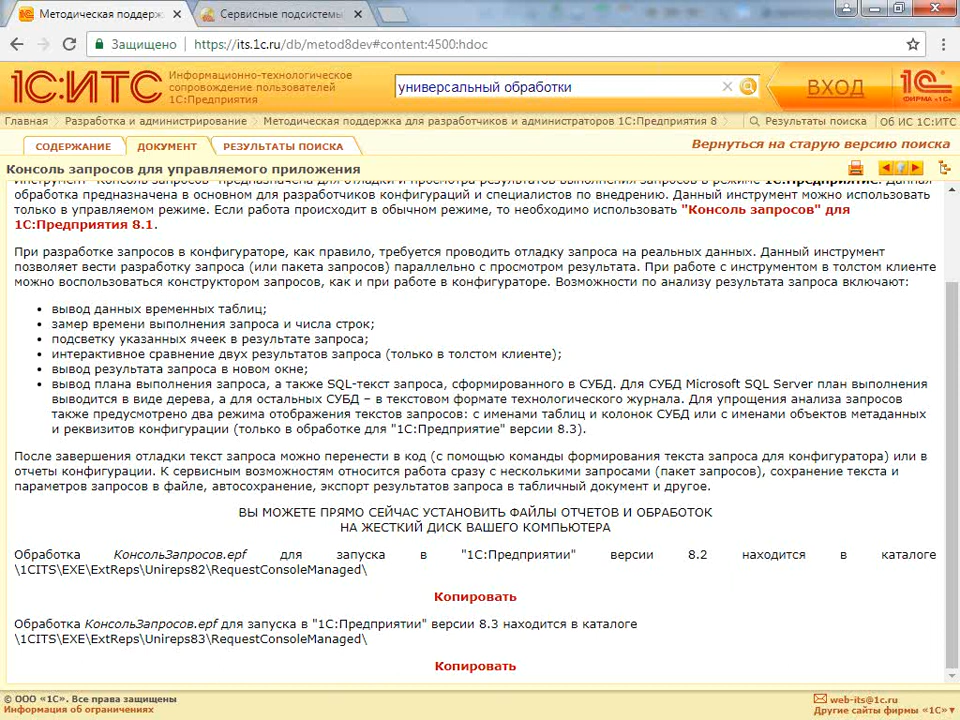 Методическая поддерж
Сервисные подсистемы
Защищено
https://its.1c.ru/db/metod8dev#content:4500:hdoc
1С:ИТС
Информационно-технологическое
сопровождение пользователей
1С:Предприятия
универсальный обработки
ВХОД
1С
ФИРМА «1С»
Главная
Разработка и администрирование
Методическая поддержка для разработчиков и администраторов 1С:Предприятия 8
Результаты поиска
Об ИС 1С:ИТС
СОДЕРЖАНИЕ
ДОКУМЕНТ
РЕЗУЛЬТАТЫ ПОИСКА
Вернуться на старую версию поиска
Консоль запросов для управляемого приложения
Инструмент "Консоль запросов" предназначена для отладки и просмотра результатов выполнения запросов в режиме 1С:Предприятие. Данная
обработка предназначена в основном для разработчиков конфигураций и специалистов по внедрению. Данный инструмент можно использовать
только в управляемом режиме. Если работа происходит в обычном режиме, то необходимо использовать "Консоль запросов" для
1С:Предприятия 8.1.
При разработке запросов в конфигураторе, как правило, требуется проводить отладку запроса на реальных данных. Данный инструмент
позволяет вести разработку запроса (или пакета запросов) параллельно с просмотром результата. При работе с инструментом в толстом клиенте
можно воспользоваться конструктором запросов, как и при работе в конфигураторе. Возможности по анализу результата запроса включают:
• вывод данных временных таблиц;
• замер времени выполнения запроса и числа строк;
• подсветку указанных ячеек в результате запроса;
• интерактивное сравнение двух результатов запроса (только в толстом клиенте);
• вывод результата запроса в новом окне;
• вывод плана выполнения запроса, а также SQL-текст запроса, сформированного в СУБД. Для СУБД Microsoft SQL Server план выполнения
выводится в виде дерева, а для остальных СУБД – в текстовом формате технологического журнала. Для упрощения анализа запросов
также предусмотрено два режима отображения текстов запросов: с именами таблиц и колонок СУБД или с именами объектов метаданных
и реквизитов конфигурации (только в обработке для "1С:Предприятие" версии 8.3).
После завершения отладки текст запроса можно перенести в код (с помощью команды формирования текста запроса для конфигуратора) или в
отчеты конфигурации. К сервисным возможностям относится работа сразу с несколькими запросами (пакет запросов), сохранение текста и
параметров запросов в файле, автосохранение, экспорт результатов запроса в табличный документ и другое.
ВЫ МОЖЕТЕ ПРЯМО СЕЙЧАС УСТАНОВИТЬ ФАЙЛЫ ОТЧЕТОВ И ОБРАБОТОК
НА ЖЕСТКИЙ ДИСК ВАШЕГО КОМПЬЮТЕРА
Обработка КонсольЗапросов.epf для запуска в "1С:Предприятии" версии 8.2 находится в каталоге
\1CITS\EXE\ExtReps\Unireps82\RequestConsoleManaged\
Копировать
Обработка КонсольЗапросов.epf для запуска в "1С:Предприятии" версии 8.3 находится в каталоге
\1CITS\EXE\ExtReps\Unireps83\RequestConsoleManaged\
Копировать
© ООО «1С». Все права защищены
Информация об ограничениях
web-its@1c.ru
Другие сайты фирмы «1С»